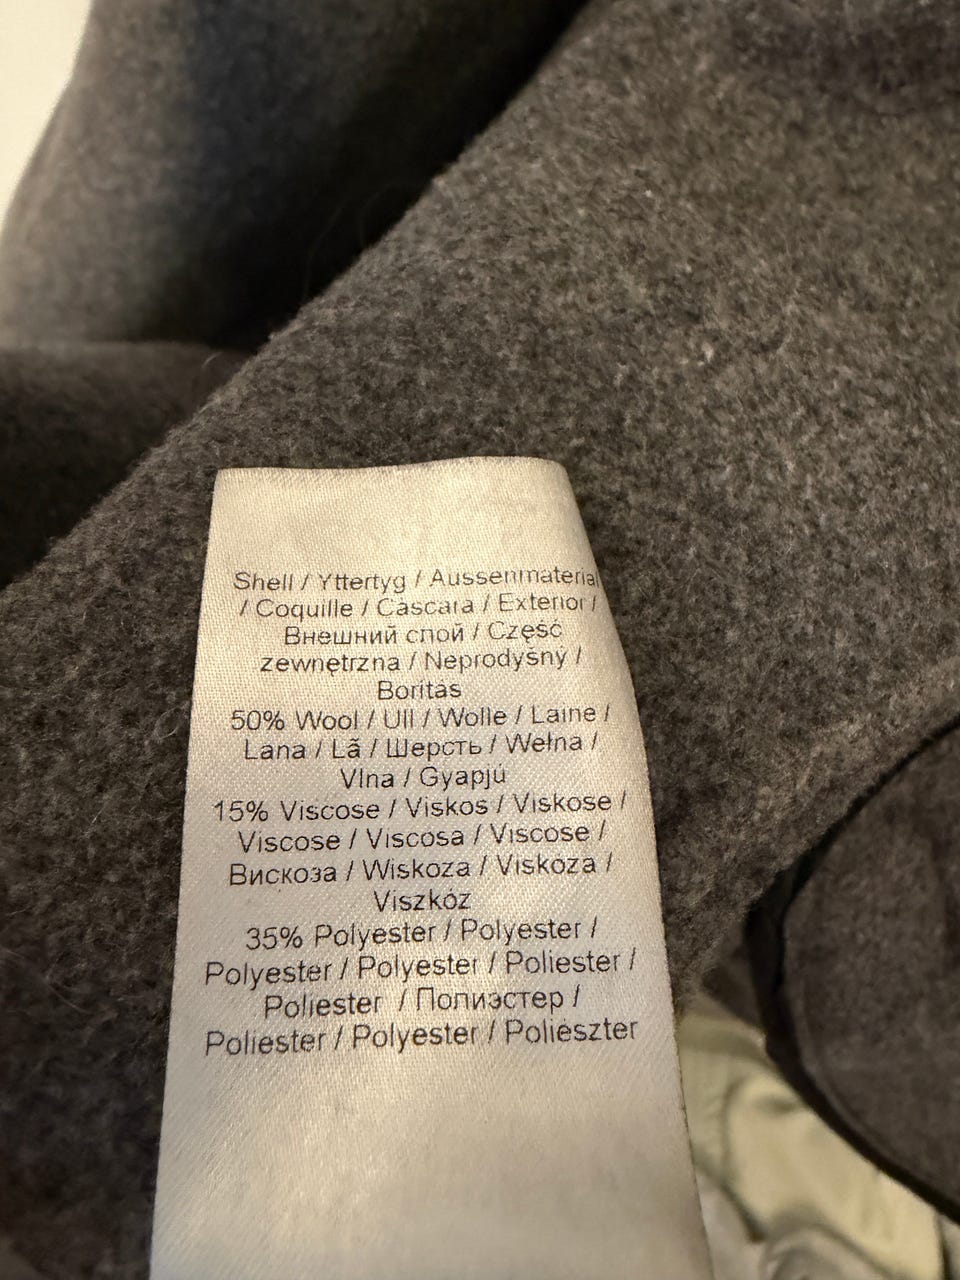 Shell / Yttertyg / Aussenmaterial
/ Coquille / Càscara / Exterior /
Внешний слой / Część
zewnętrzna / Neprodyšný /
Borítás
50% Wool / Ull / Wolle / Laine /
Lana / Lã / Шерсть / Wełna /
Vlna / Gyapjú
15% Viscose / Viskos / Viskose /
Viscose / Viscosa / Viscose /
Вискоза / Wiskoza / Viskoza /
Viszkóz
35% Polyester / Polyester /
Polyester / Polyester / Poliester /
Poliester / Полиэстер /
Poliester / Polyester / Poliészter